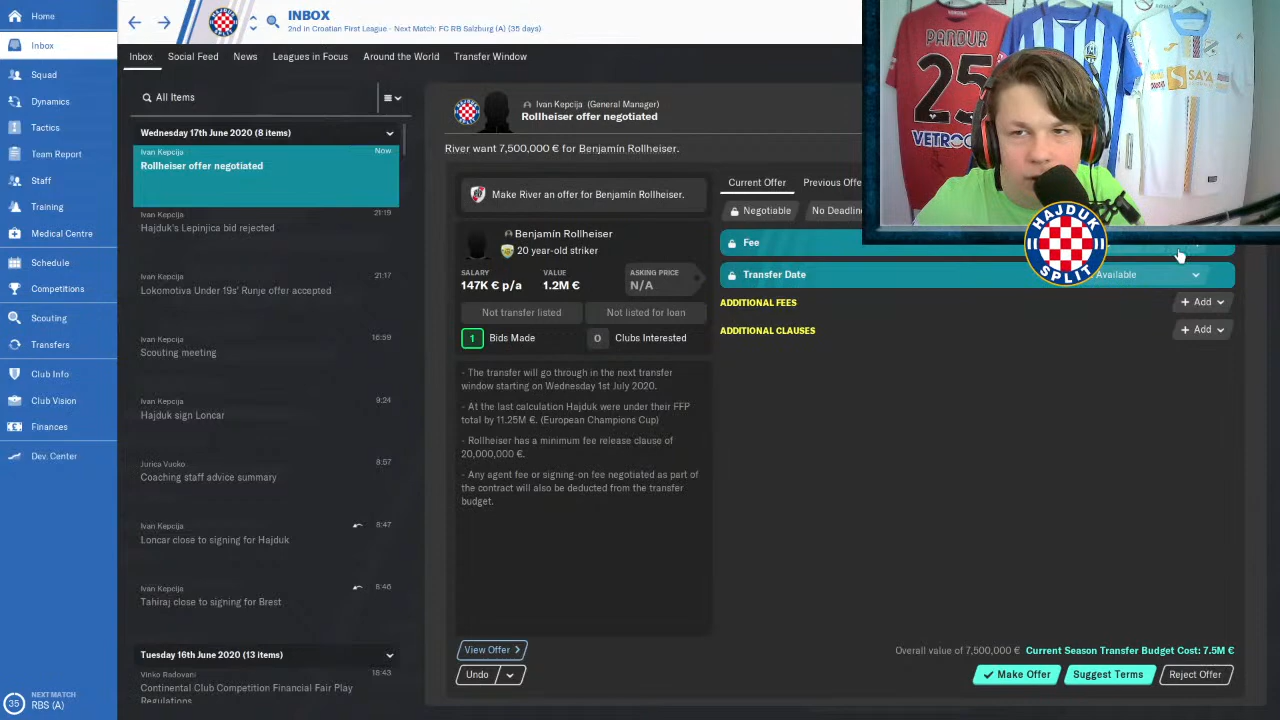 Home
INBOX
2nd in Croatian First League - Next Match: FC RB Salzburg (A) (35 days)
Inbox
Squad
Dynamics
Tactics
Team Report
Staff
Training
Medical Centre
Schedule
Competitions
Scouting
Transfers
Club Info
Club Vision
Finances
Dev. Center
35
NEXT MATCH
RBS (A)
Inbox
Social Feed
News
Leagues in Focus
Around the World
Transfer Window
All Items
Wednesday 17th June 2020 (8 items)
Ivan Kepcija
Now
Rollheiser offer negotiated
Ivan Kepcija
21:19
Hajduk's Lepinjica bid rejected
Ivan Kepcija
21:17
Lokomotiva Under 19s' Runje offer accepted
Ivan Kepcija
16:59
Scouting meeting
Ivan Kepcija
9:24
Hajduk sign Loncar
Jurica Vucko
8:57
Coaching staff advice summary
Ivan Kepcija
8:47
Loncar close to signing for Hajduk
Ivan Kepcija
8:46
Tahiraj close to signing for Brest
Tuesday 16th June 2020 (13 items)
Vinko Radovani
18:43
Continental Club Competition Financial Fair Play
Regulations
Ivan Kepcija (General Manager)
Rollheiser offer negotiated
River want 7,500,000 € for Benjamín Rollheiser.
Make River an offer for Benjamín Rollheiser.
Benjamín Rollheiser
20 year-old striker
SALARY
147K € p/a
VALUE
1.2M €
ASKING PRICE
N/A
Not transfer listed
Not listed for loan
1
Bids Made
0
Clubs Interested
- The transfer will go through in the next transfer
window starting on Wednesday 1st July 2020.
- At the last calculation Hajduk were under their FFP
total by 11.25M €. (European Champions Cup)
- Rollheiser has a minimum fee release clause of
20,000,000 €.
- Any agent fee or signing-on fee negotiated as part of
the contract will also be deducted from the transfer
budget.
View Offer
Undo
Current Offer
Previous Offe
Negotiable
No Deadlin
Fee
Transfer Date
Available
ADDITIONAL FEES
Add
ADDITIONAL CLAUSES
Add
Overall value of 7,500,000 €
Current Season Transfer Budget Cost: 7.5M €
Make Offer
Suggest Terms
Reject Offer
PANDUR
25
VETRO
SA'A
HAJDUK
SPLIT